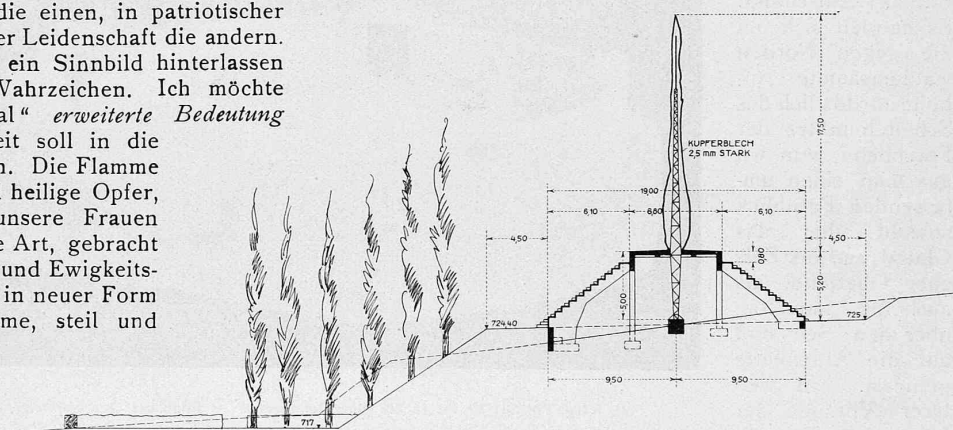 die einen, in patriotischer
er Leidenschaft die andern.
ein Sinnbild hinterlassen
Wahrzeichen. Ich möchte
al“ erweiterte Bedeutung
eit soll in die
n. Die Flamme
heilige Opfer,
unsere Frauen
e Art, gebracht
und Ewigkeits-
in neuer Form
me, steil und
17,50
KUPFERBLECH
2,5 mm STARK
19,00
6,10 6,80 6,10
4,50 4,50
0,80
5,00 5,20
724,40 725
9,50 9,50
717